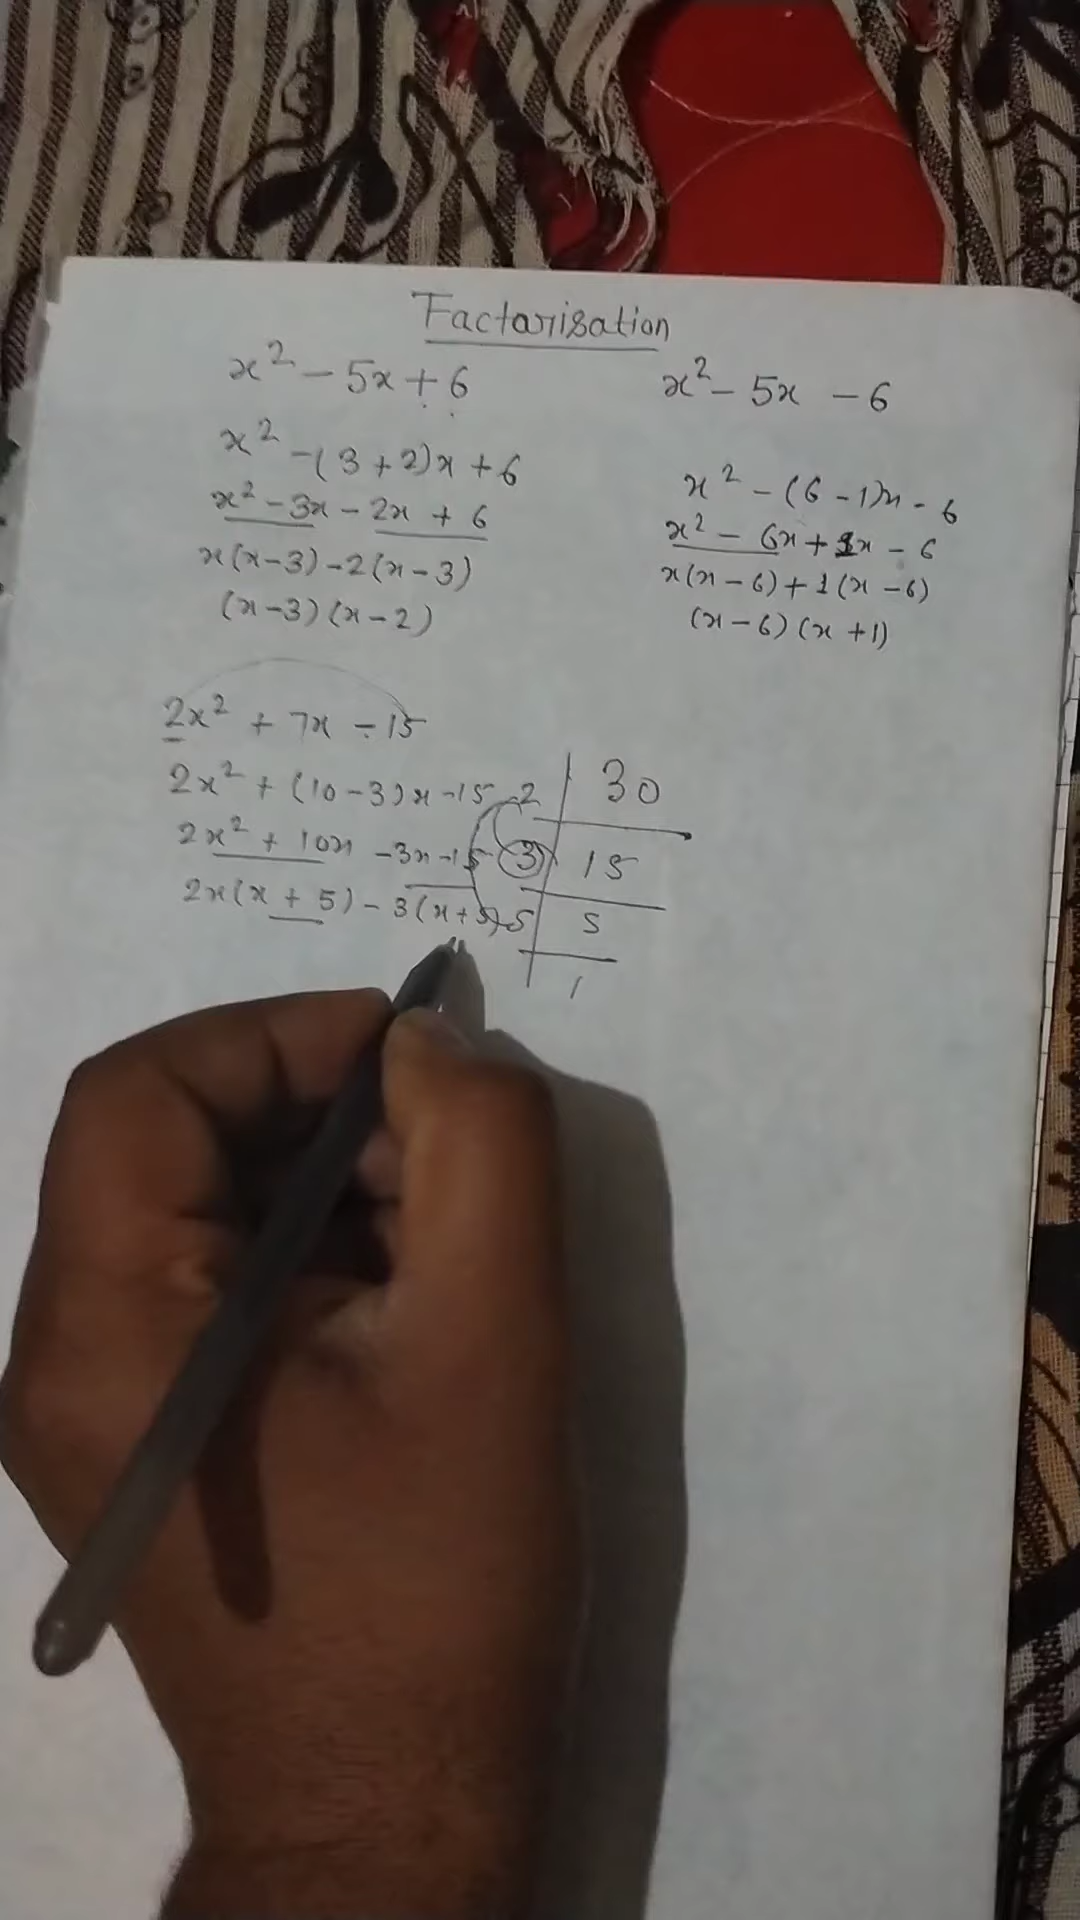 Factarisation
x² - 5x + 6
x² - (3 + 2)x + 6
x² - 3x - 2x + 6
x(x - 3) - 2(x - 3)
(x - 3) (x - 2)
x² - 5x - 6
x² - (6 - 1)x - 6
x² - 6x + 1x - 6
x(x - 6) + 1(x - 6)
(x - 6) (x + 1)
2x² + 7x - 15
2x² + (10 - 3)x - 15
2x² + 10x - 3x - 15
2x(x + 5) - 3(x + 5)
2 | 30
3 | 15
5 | 5
1